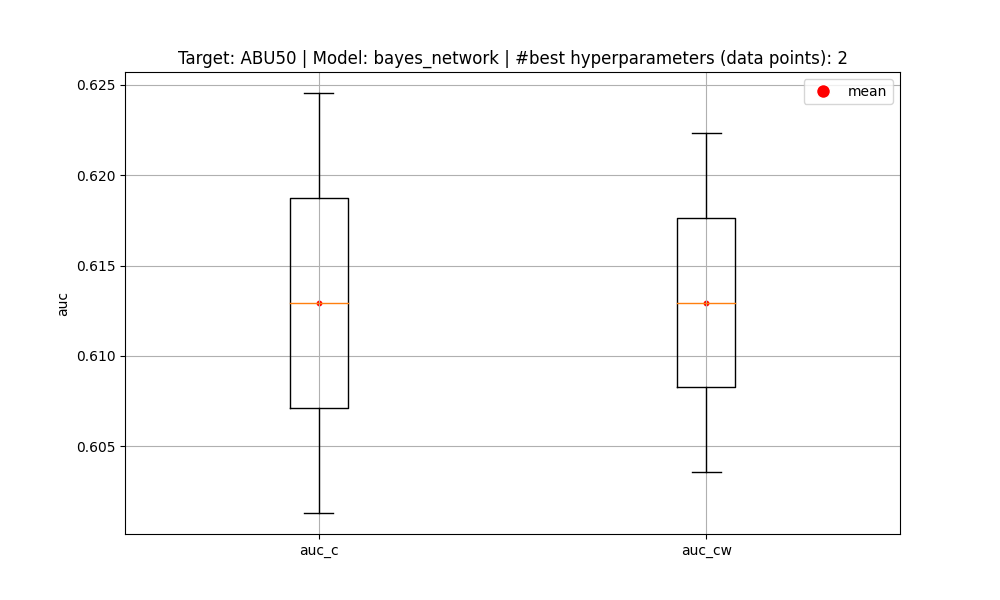 Target: ABU50 | Model: bayes_network | #best hyperparameters (data points): 2
mean
0.625
0.620
0.615
0.610
0.605
auc
auc_c
auc_cw